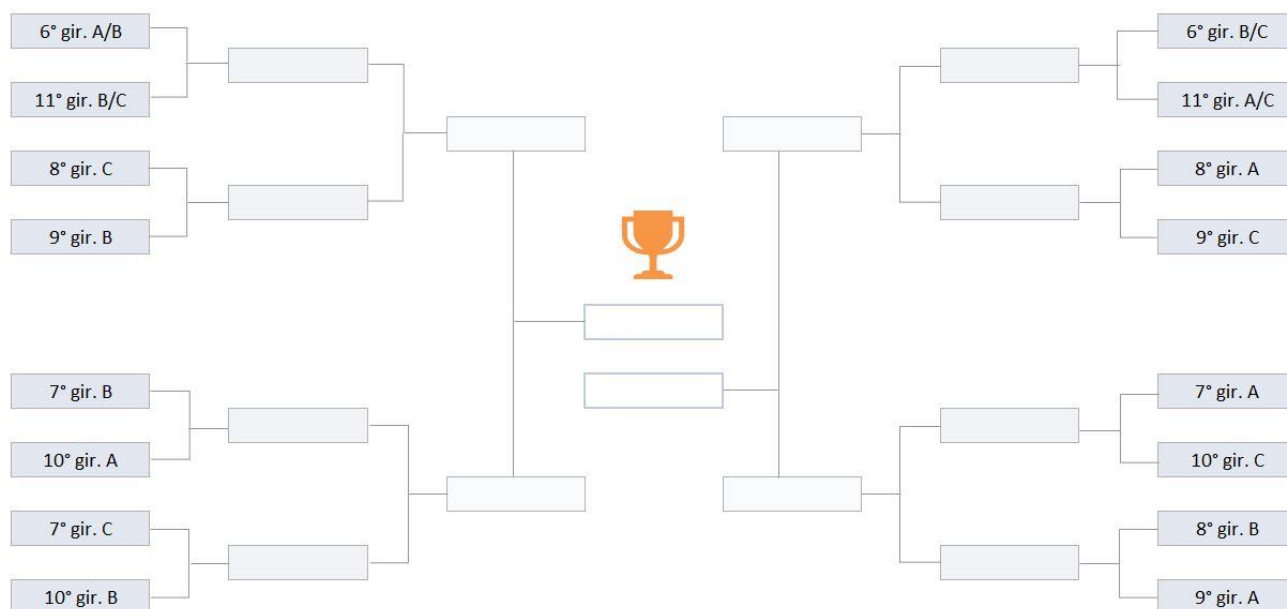 6° gir. A/B
11° gir. B/C
8° gir. C
9° gir. B
7° gir. B
10° gir. A
7° gir. C
10° gir. B
6° gir. B/C
11° gir. A/C
8° gir. A
9° gir. C
7° gir. A
10° gir. C
8° gir. B
9° gir. A